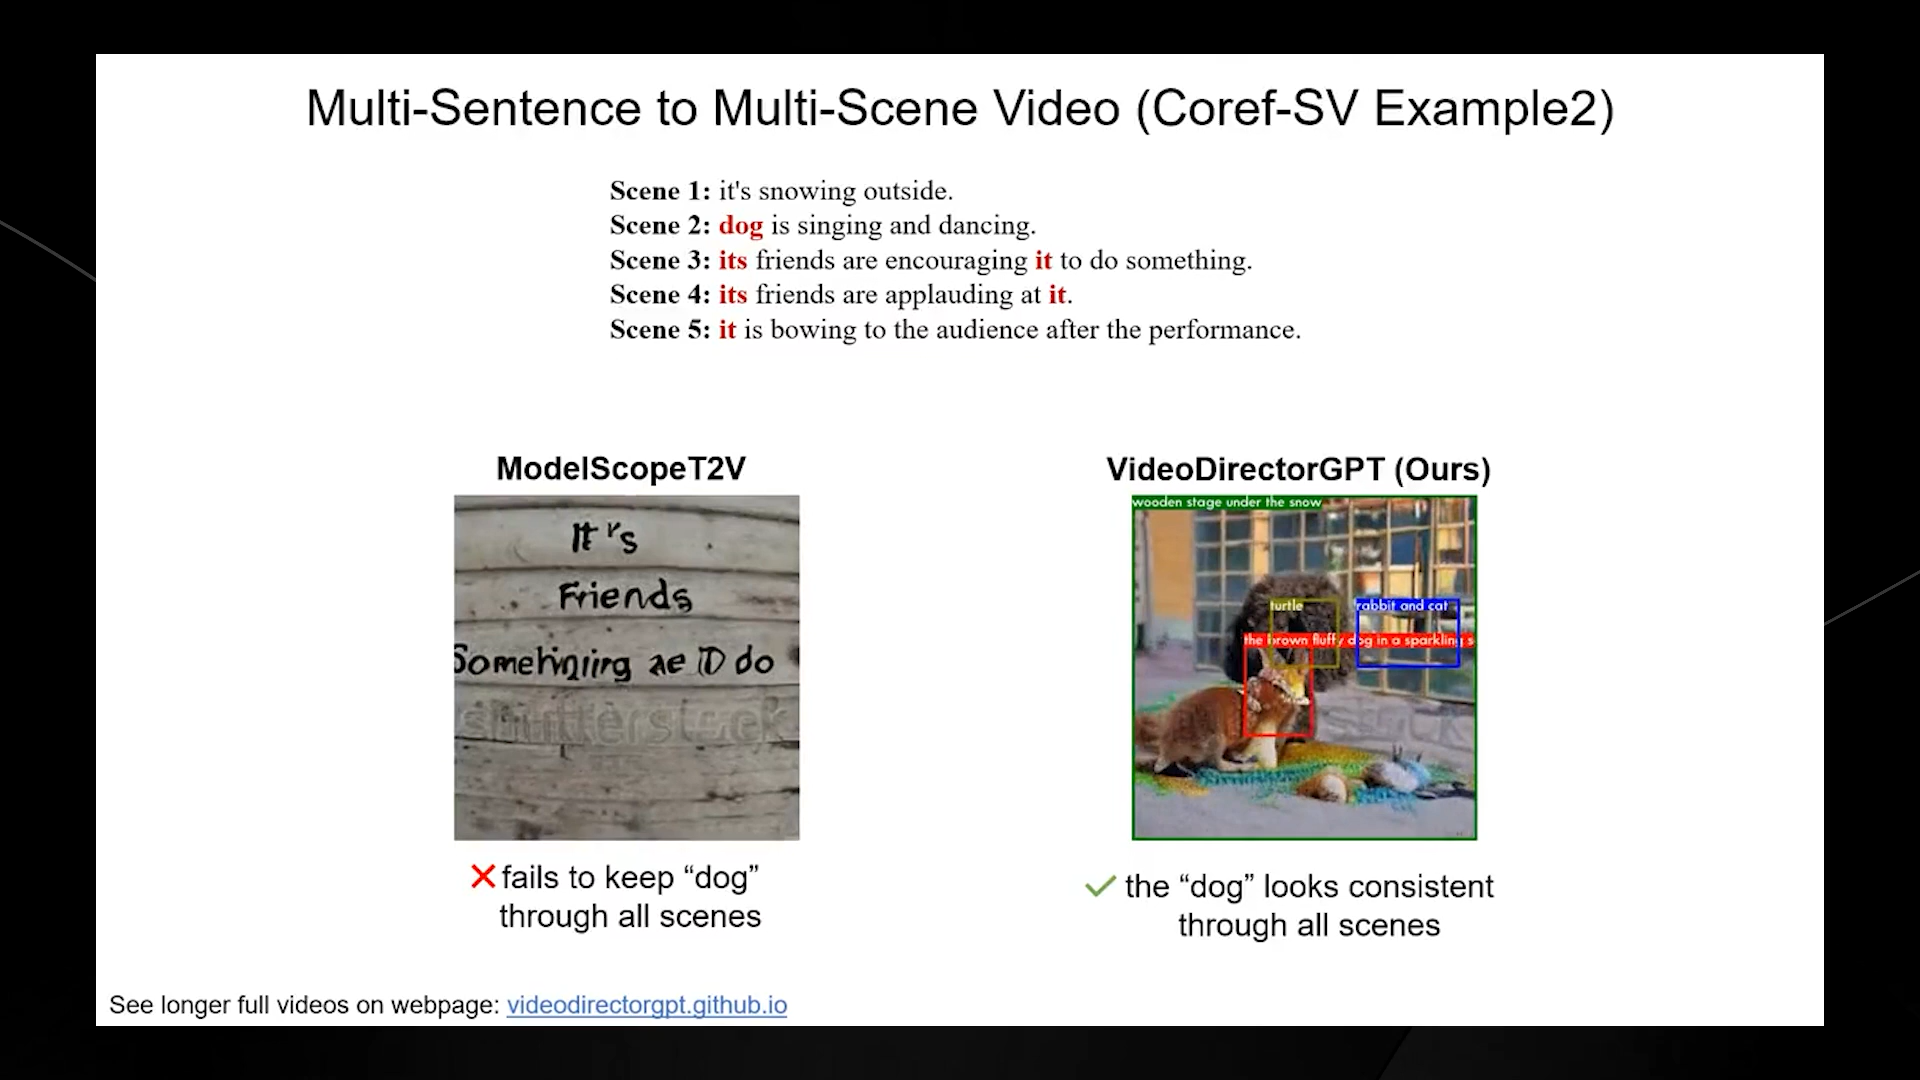 Multi-Sentence to Multi-Scene Video (Coref-SV Example2)
Scene 1: it's snowing outside.
Scene 2: dog is singing and dancing.
Scene 3: its friends are encouraging it to do something.
Scene 4: its friends are applauding at it.
Scene 5: it is bowing to the audience after the performance.
ModelScopeT2V
It's
Friends
ae
do
shutterstock
✕ fails to keep “dog”
through all scenes
VideoDirectorGPT (Ours)
wooden stage under the snow
turtle
rabbit and cat
the brown fluffy dog in a sparkling s
✓ the “dog” looks consistent
through all scenes
See longer full videos on webpage: videodirectorgpt.github.io